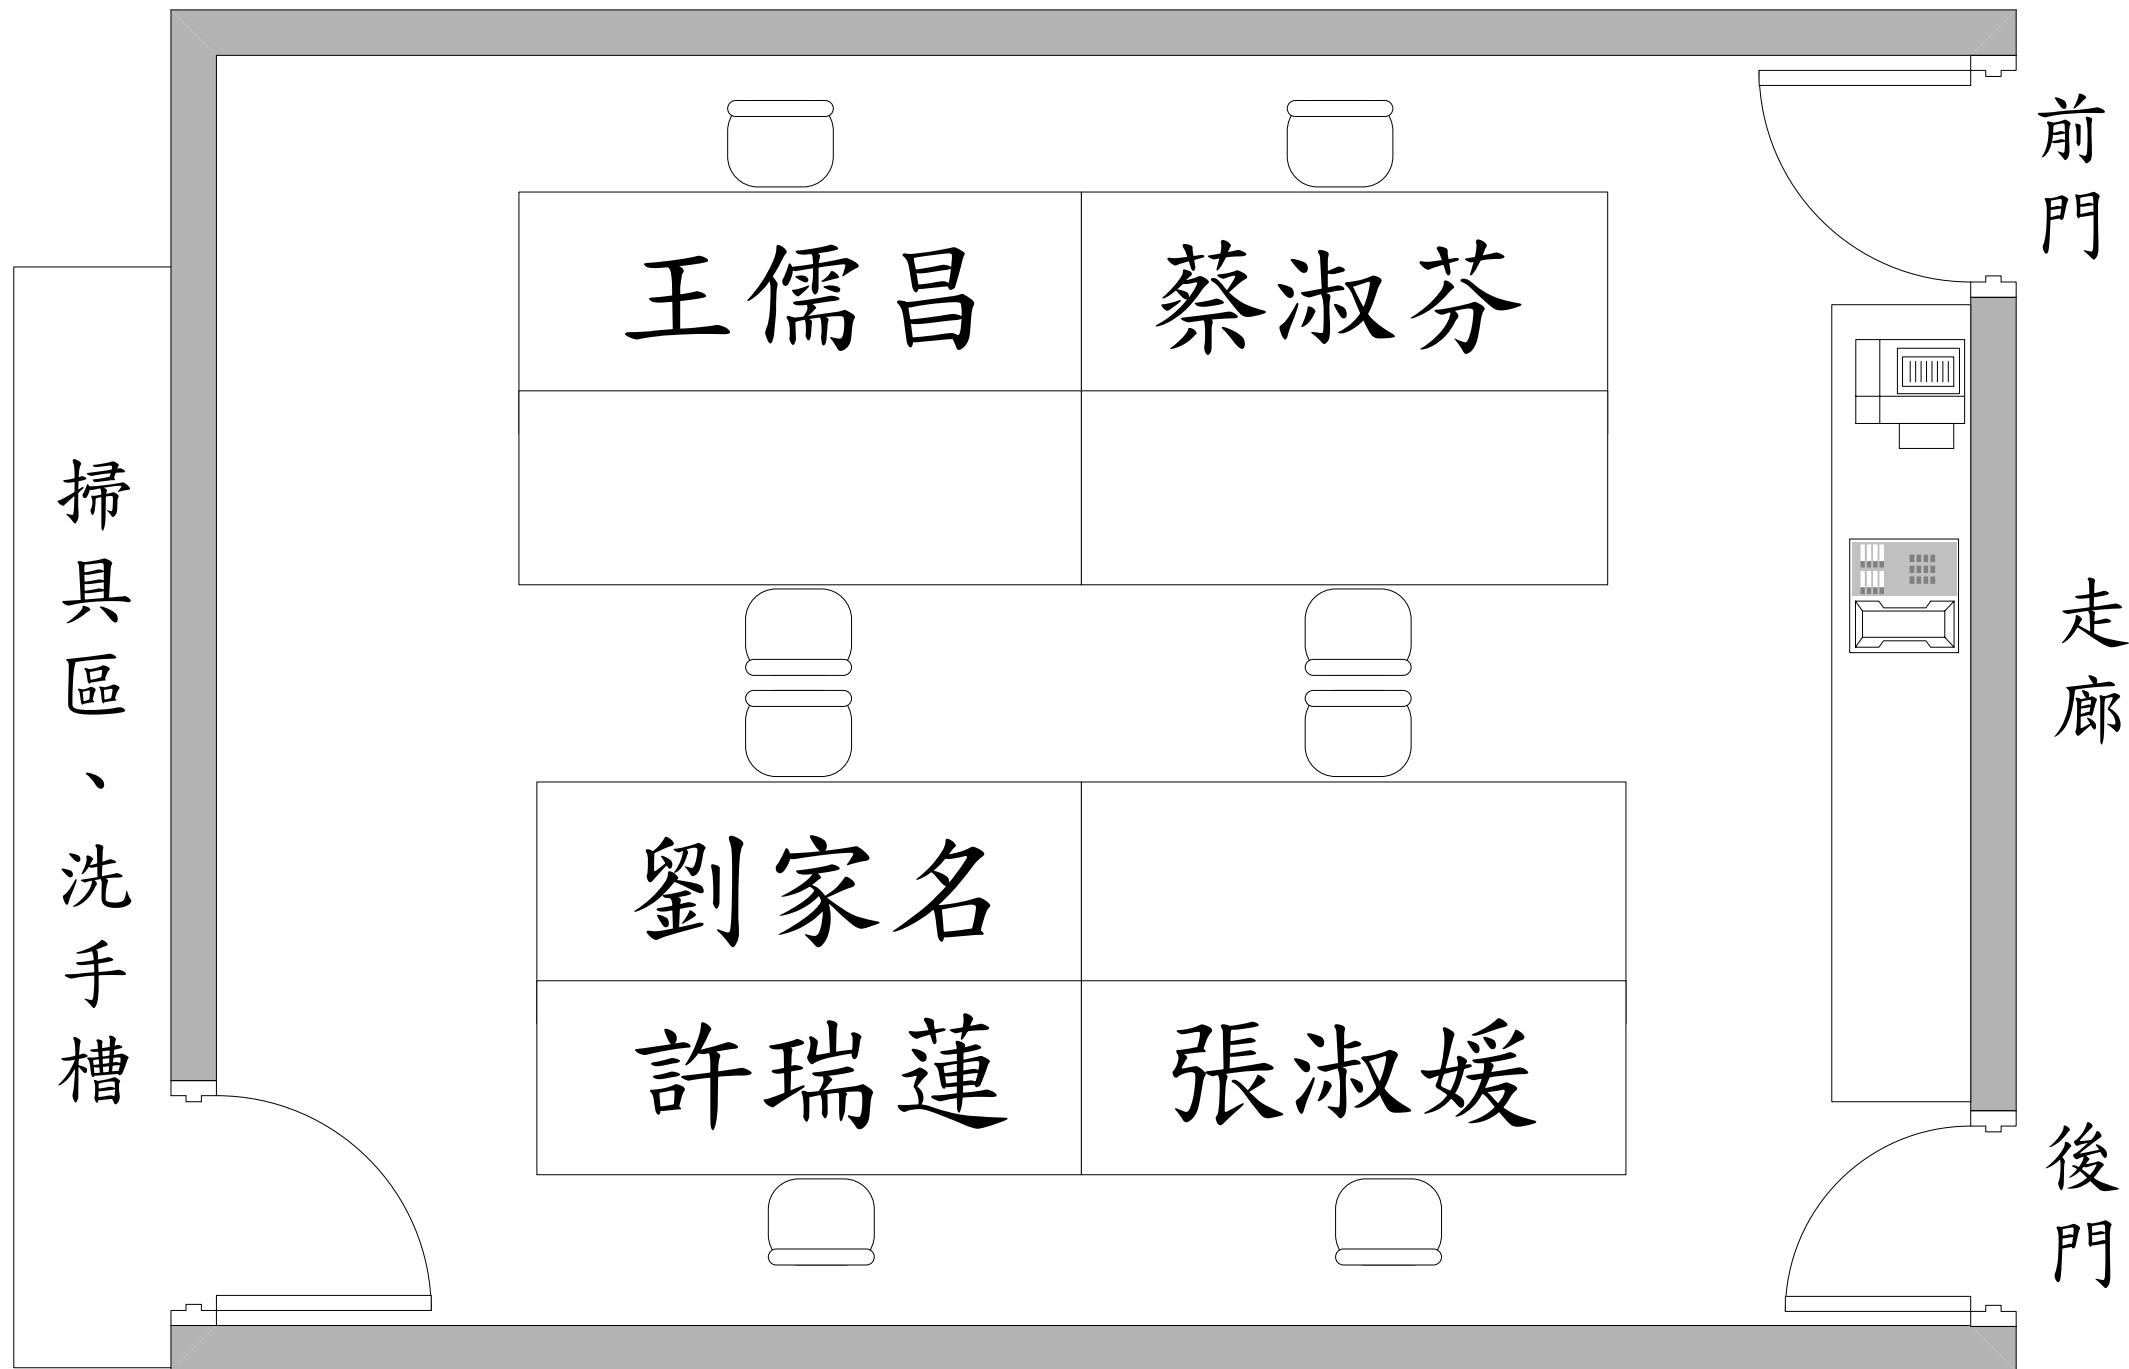 前門
王儒昌
蔡淑芬
掃具區、洗手槽
走廊
劉家名
許瑞蓮
張淑媛
後門